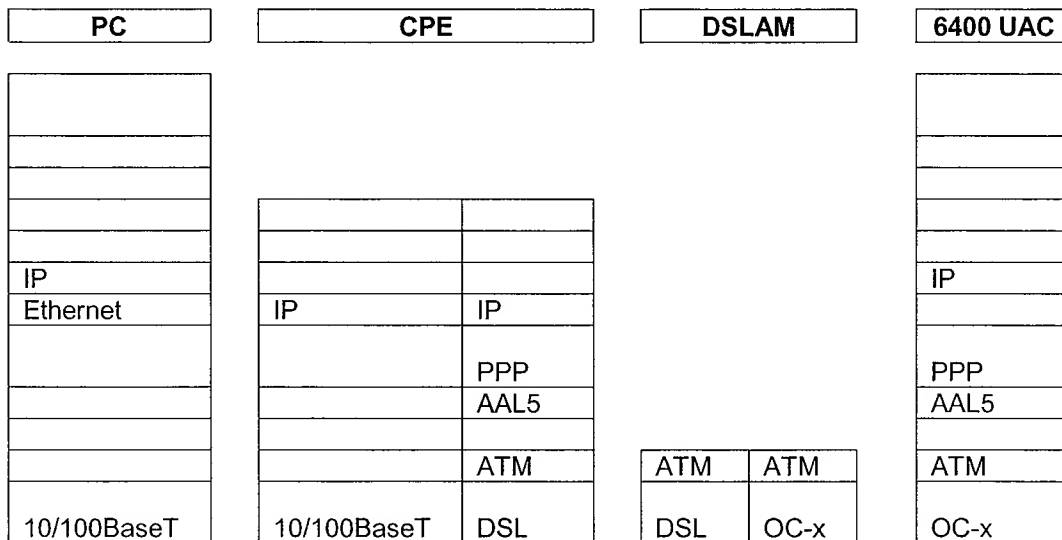 PC CPE DSLAM 6400 UAC
IP IP
Ethernet IP IP
PPP PPP
AAL5 AAL5
ATM ATM ATM ATM
10/100BaseT 10/100BaseT DSL DSL OC-x OC-x